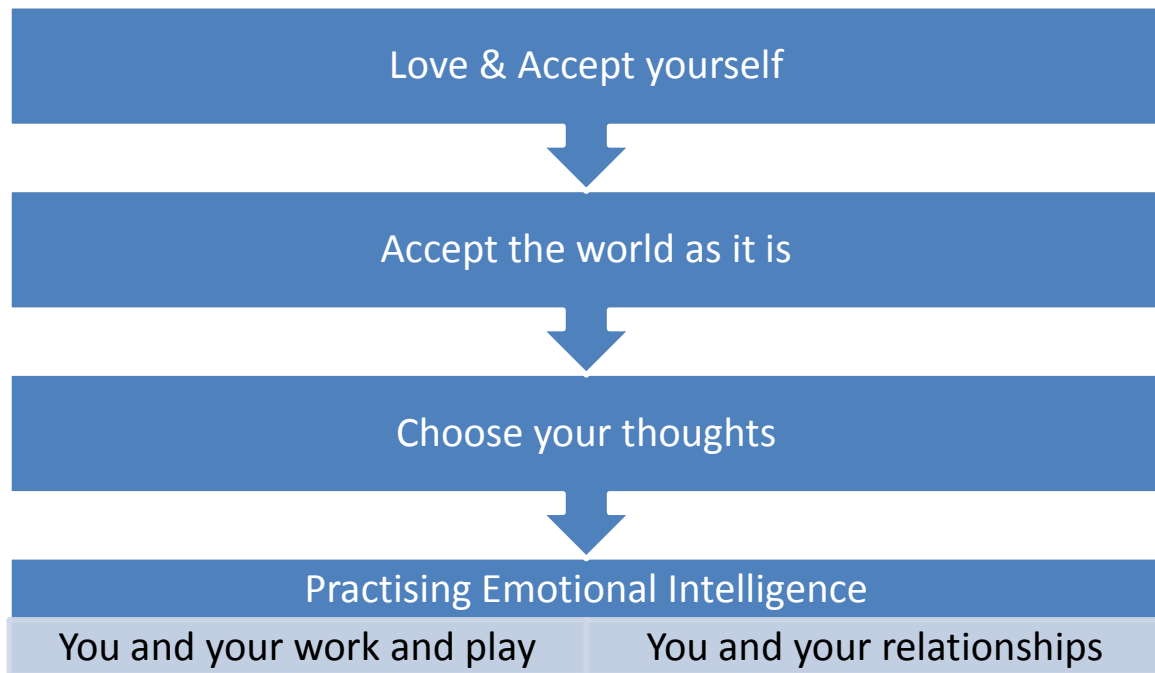 Love & Accept yourself
Accept the world as it is
Choose your thoughts
Practising Emotional Intelligence
You and your work and play
You and your relationships